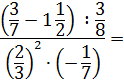 (3/7 − 1 1/2) : 3/8
(2/3)² · (− 1/7) =